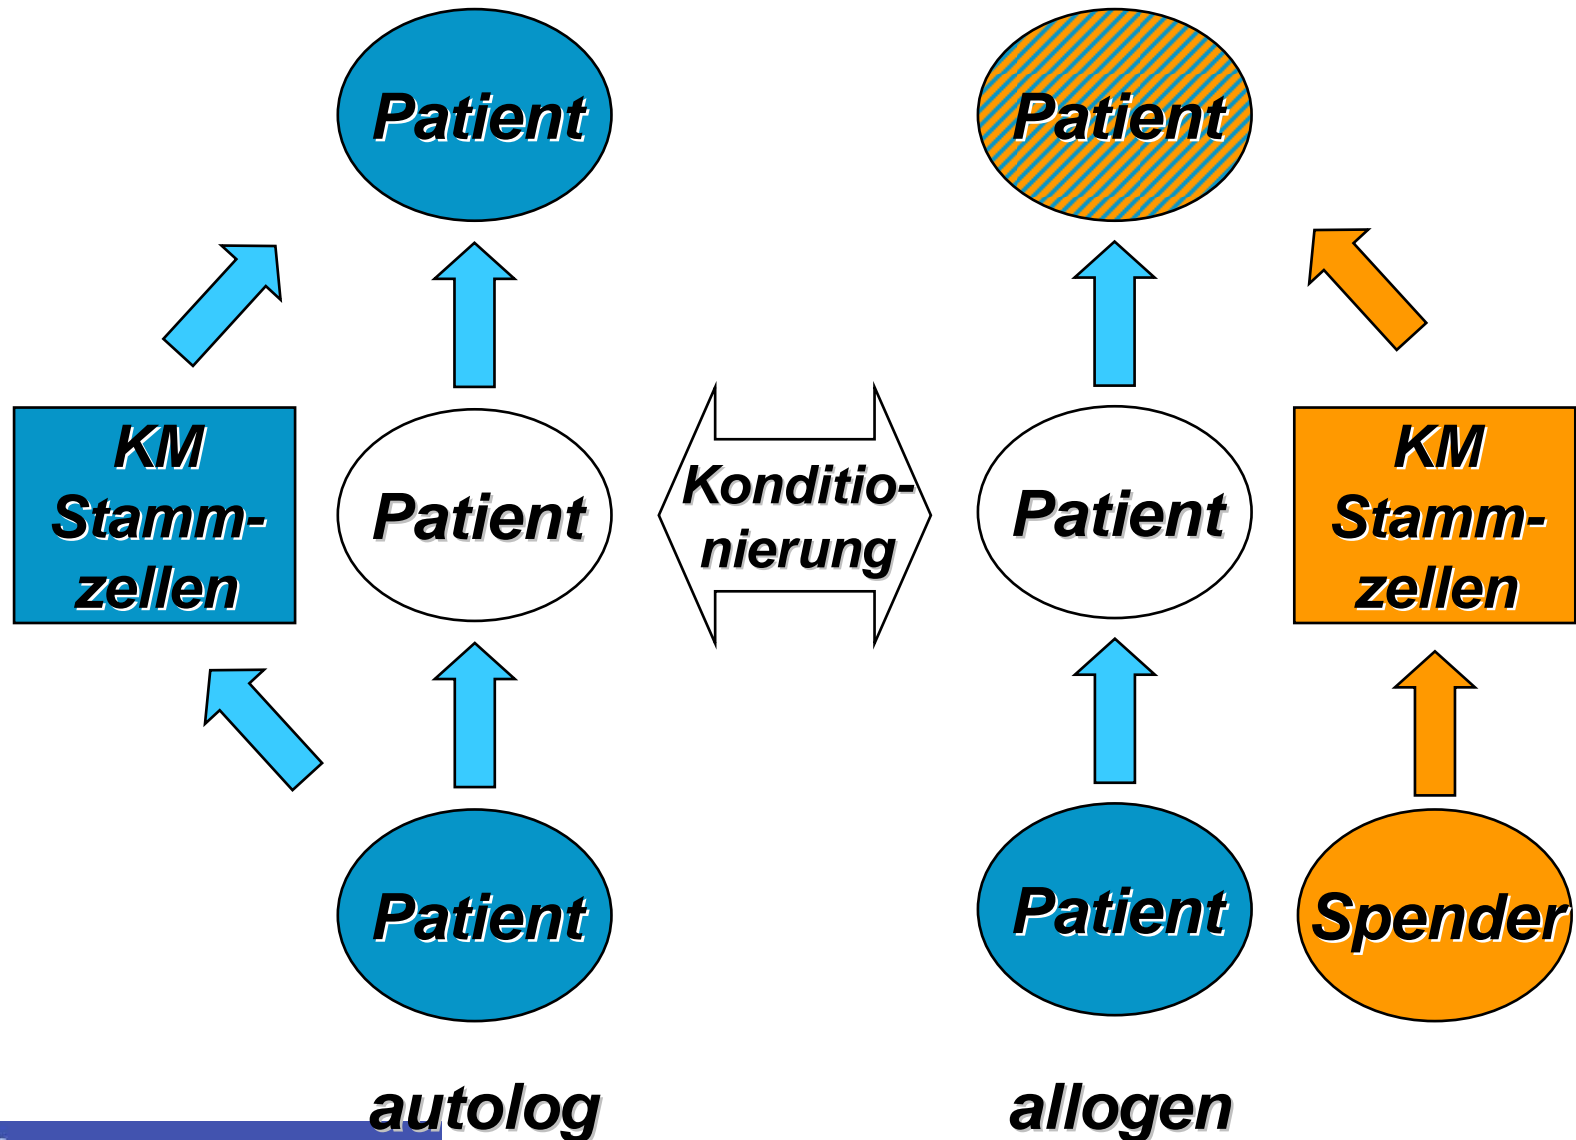 Patient
Patient
KM
Stamm-
zellen
Patient
Konditio-
nierung
Patient
KM
Stamm-
zellen
Patient
Patient
Spender
autolog
allogen